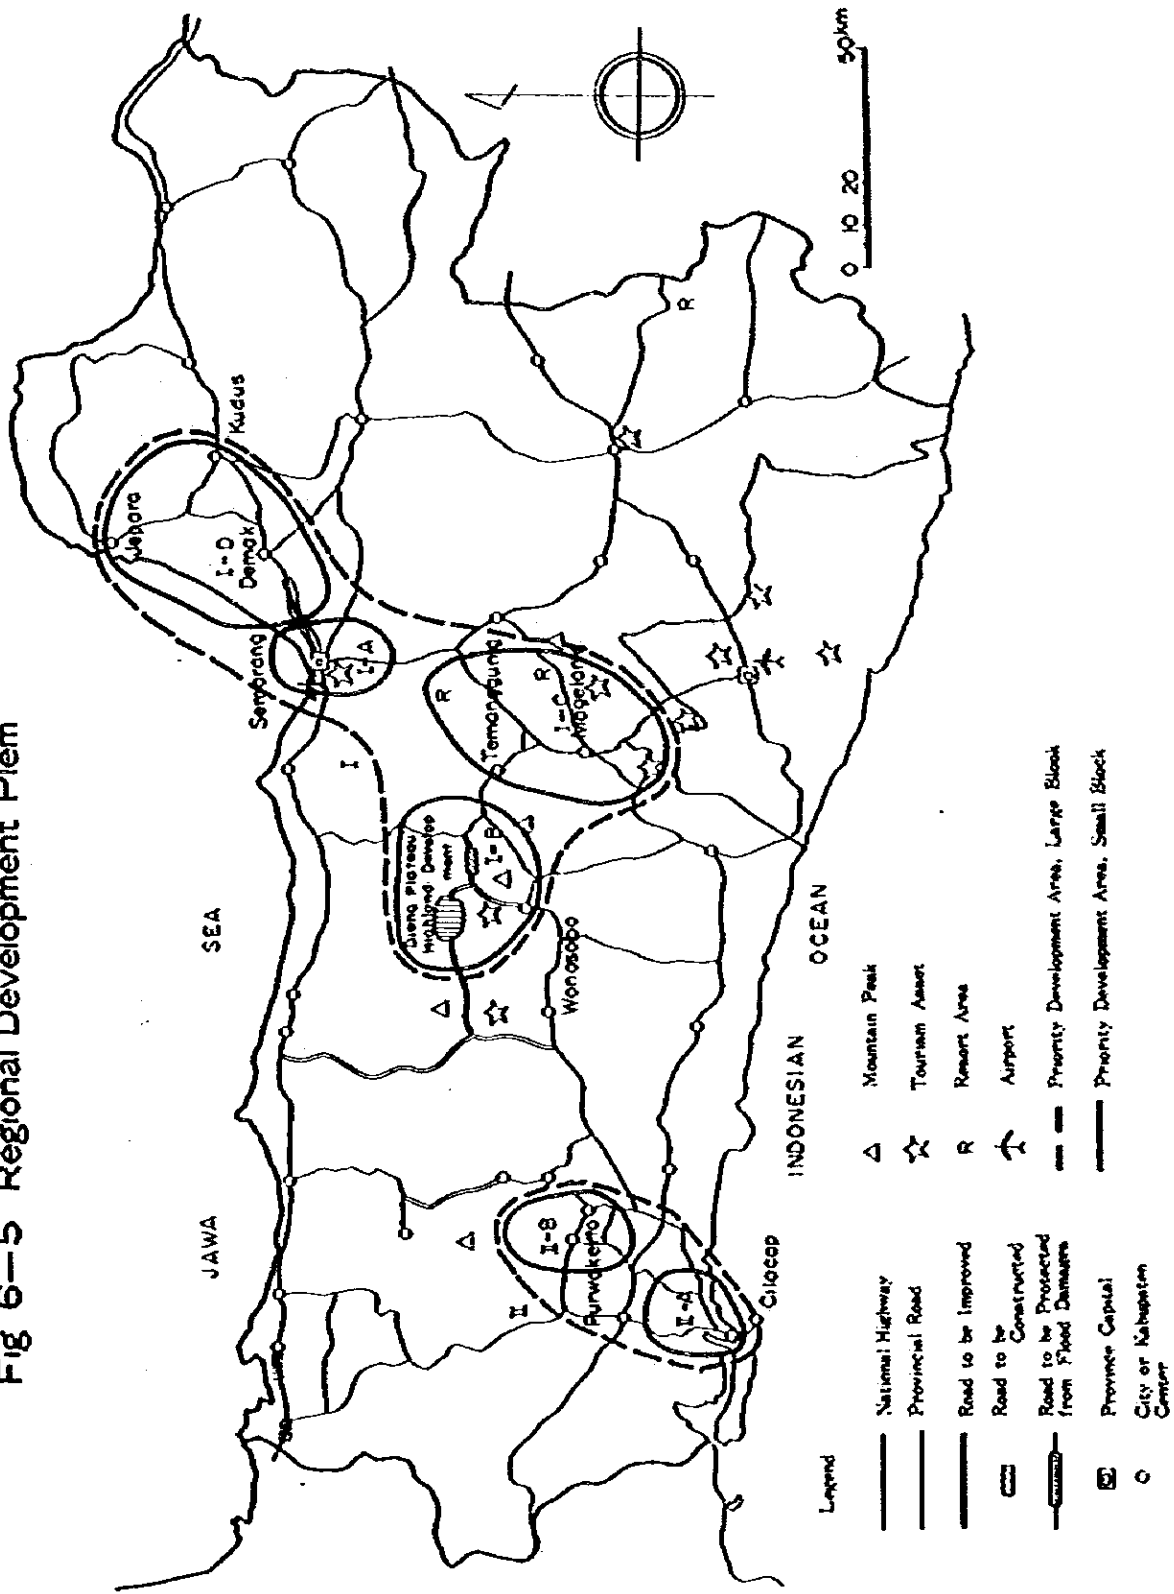 Fig 6—5 Regional Development Plem
JAWA
SEA
Jepara
Kudus
I-D
Demak
Semarang
I-A
I
Dieng Plateau
Highland Develop
ment
I-B
Temanggung
R
R
I-C
Magelang
R
Wonosobo
II
II-B
Purwokerto
II-A
Cilacap
INDONESIAN
OCEAN
0 10 20 50km
Legend
National Highway
Provincial Road
Road to be Improved
Road to be
Constructed
Road to be Protected
from Flood Damages
Province Capital
City or Kabupaten
Center
Mountain Peak
Tourism Asset
R Resort Area
Airport
Priority Development Area, Large Block
Priority Development Area, Small Block